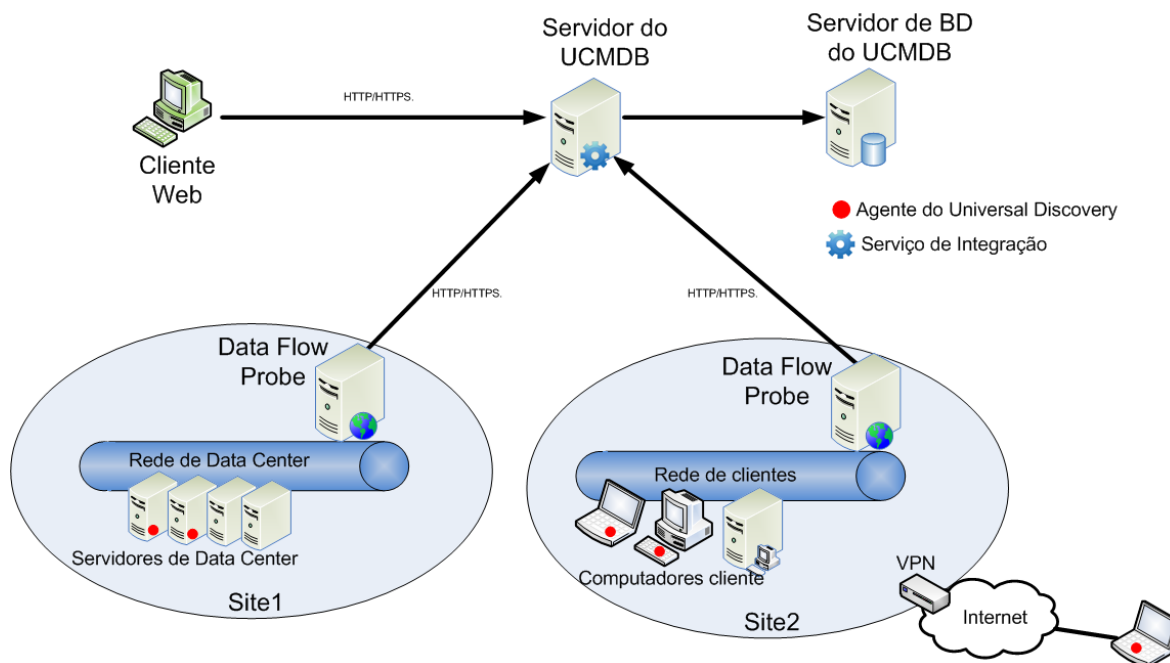 Servidor do
UCMDB
Servidor de BD
do UCMDB
HTTP/HTTPS.
Cliente
Web
Agente do Universal Discovery
Serviço de Integração
HTTP/HTTPS.
HTTP/HTTPS.
Data Flow
Probe
Rede de Data Center
Servidores de Data Center
Site1
Data Flow
Probe
Rede de clientes
Computadores cliente
Site2
VPN
Internet